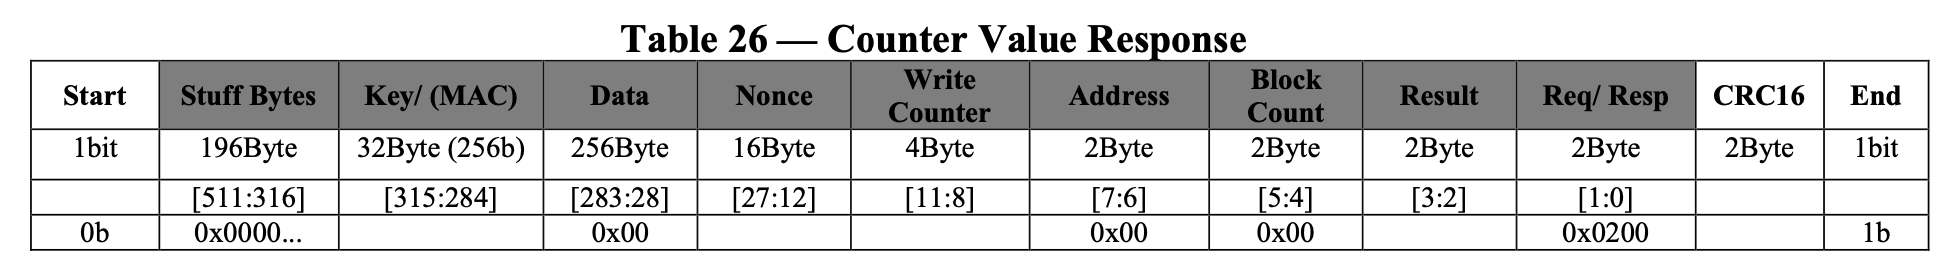 Table 26 — Counter Value Response
Start Stuff Bytes Key/ (MAC) Data Nonce Write Counter Address Block Count Result Req/ Resp CRC16 End
1bit 196Byte 32Byte (256b) 256Byte 16Byte 4Byte 2Byte 2Byte 2Byte 2Byte 2Byte 1bit
[511:316] [315:284] [283:28] [27:12] [11:8] [7:6] [5:4] [3:2] [1:0]
0b 0x0000... 0x00 0x00 0x00 0x0200 1b